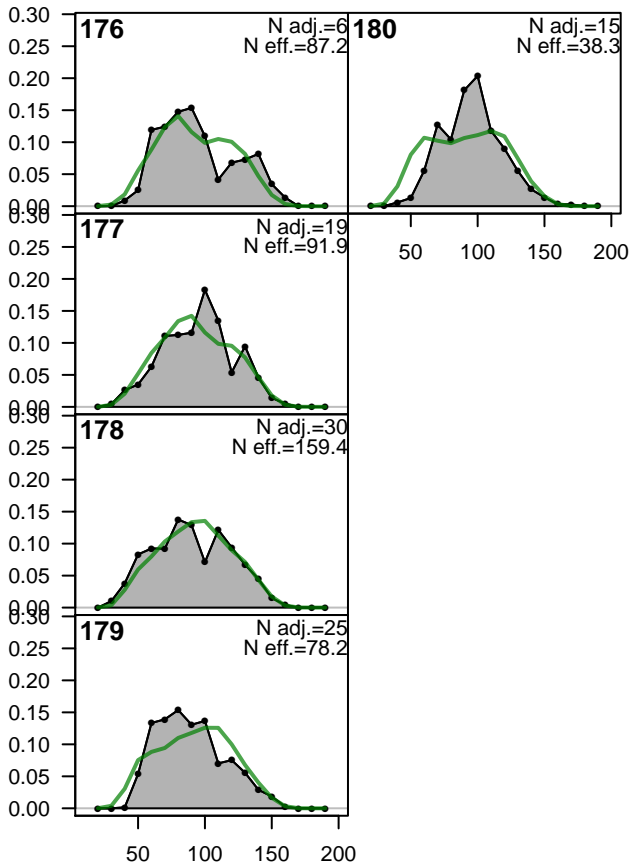 0.30
0.25
0.20
0.15
0.10
0.05
0.00
176
N adj.=6
N eff.=87.2
180
N adj.=15
N eff.=38.3
50 100 150 200
0.30
0.25
0.20
0.15
0.10
0.05
0.00
177
N adj.=19
N eff.=91.9
0.30
0.25
0.20
0.15
0.10
0.05
0.00
178
N adj.=30
N eff.=159.4
0.30
0.25
0.20
0.15
0.10
0.05
0.00
179
N adj.=25
N eff.=78.2
50 100 150 200